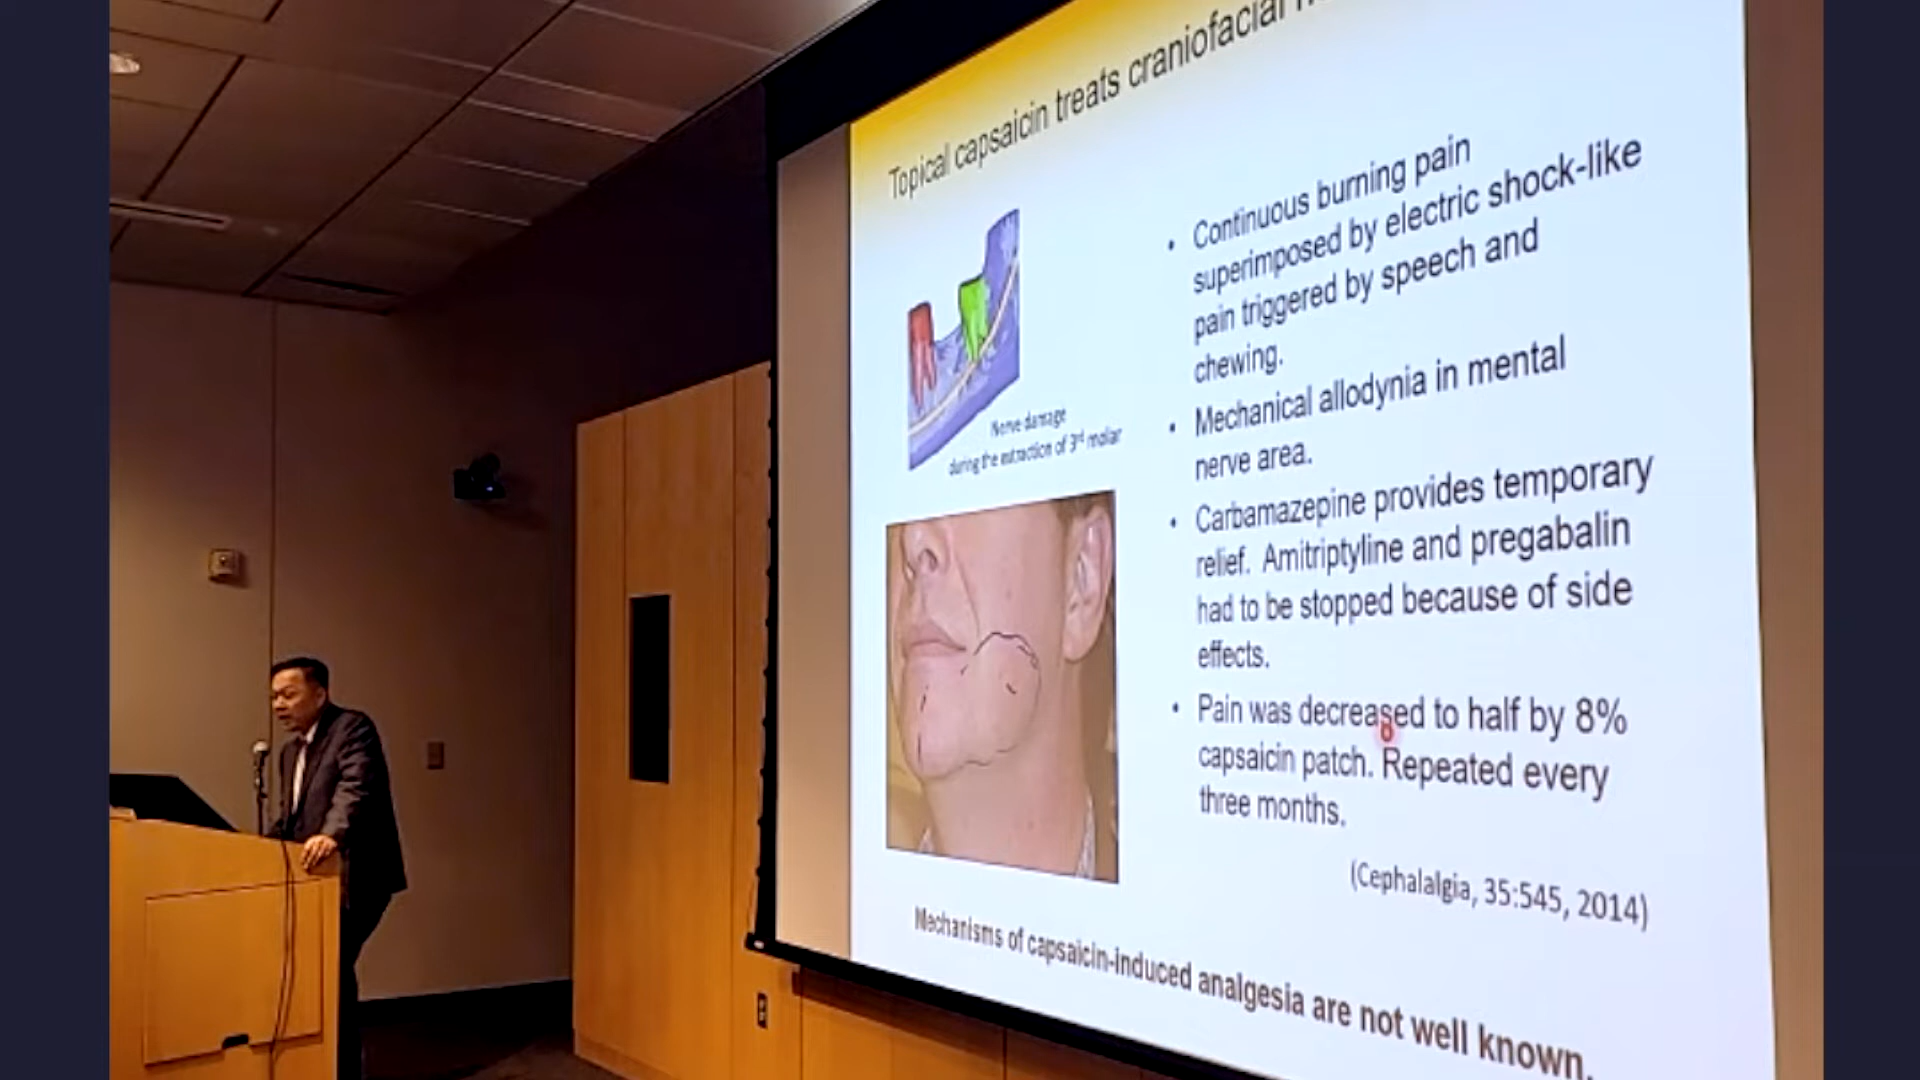 Topical capsaicin treats craniofacial
Nerve damage
during the extraction of 3rd molar
• Continuous burning pain
superimposed by electric shock-like
pain triggered by speech and
chewing.
• Mechanical allodynia in mental
nerve area.
• Carbamazepine provides temporary
relief. Amitriptyline and pregabalin
had to be stopped because of side
effects.
• Pain was decreased to half by 8%
capsaicin patch. Repeated every
three months.
(Cephalalgia, 35:545, 2014)
Mechanisms of capsaicin-induced analgesia are not well known.